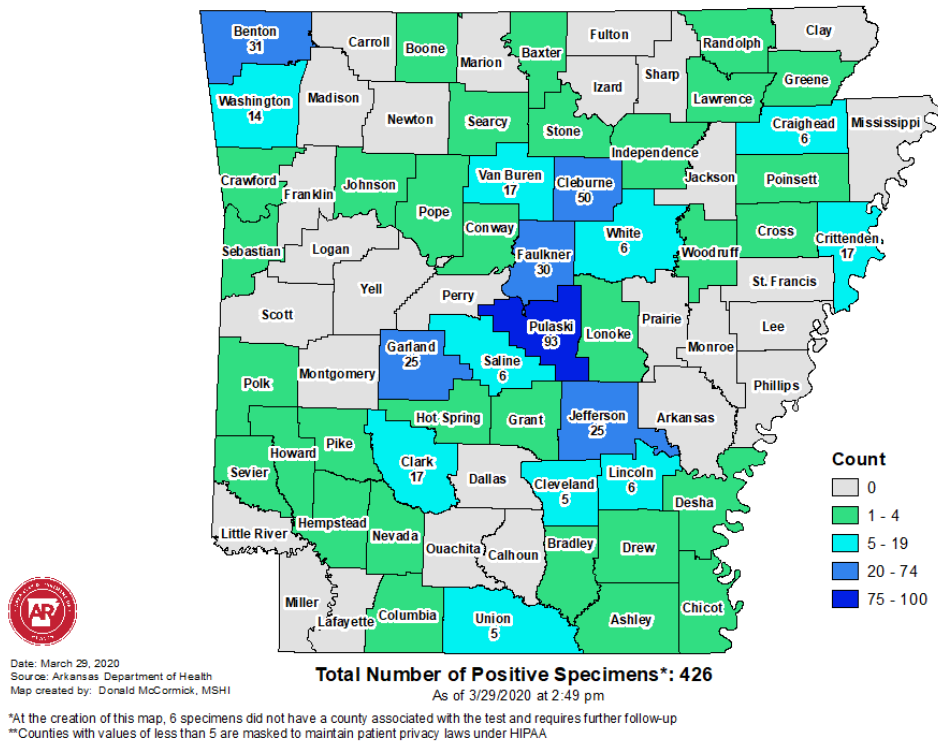 Benton
31
Carroll
Boone
Marion
Baxter
Fulton
Randolph
Clay
Izard
Sharp
Greene
Lawrence
Washington
14
Madison
Newton
Searcy
Stone
Independence
Craighead
6
Mississippi
Crawford
Franklin
Johnson
Pope
Van Buren
17
Cleburne
50
Jackson
Poinsett
Sebastian
Logan
Conway
Faulkner
30
White
6
Woodruff
Cross
Crittenden
17
Scott
Yell
Perry
Pulaski
93
Lonoke
Prairie
Monroe
St. Francis
Lee
Phillips
Polk
Montgomery
Garland
25
Saline
6
Hot Spring
Grant
Jefferson
25
Arkansas
Sevier
Howard
Pike
Clark
17
Dallas
Cleveland
5
Lincoln
6
Desha
Little River
Hempstead
Nevada
Ouachita
Calhoun
Bradley
Drew
Miller
Lafayette
Columbia
Union
5
Ashley
Chicot
Count
0
1 - 4
5 - 19
20 - 74
75 - 100
AR
Date: March 29, 2020
Source: Arkansas Department of Health
Map created by: Donald McCormick, MSHI
Total Number of Positive Specimens*: 426
As of 3/29/2020 at 2:49 pm
*At the creation of this map, 6 specimens did not have a county associated with the test and requires further follow-up
**Counties with values of less than 5 are masked to maintain patient privacy laws under HIPAA